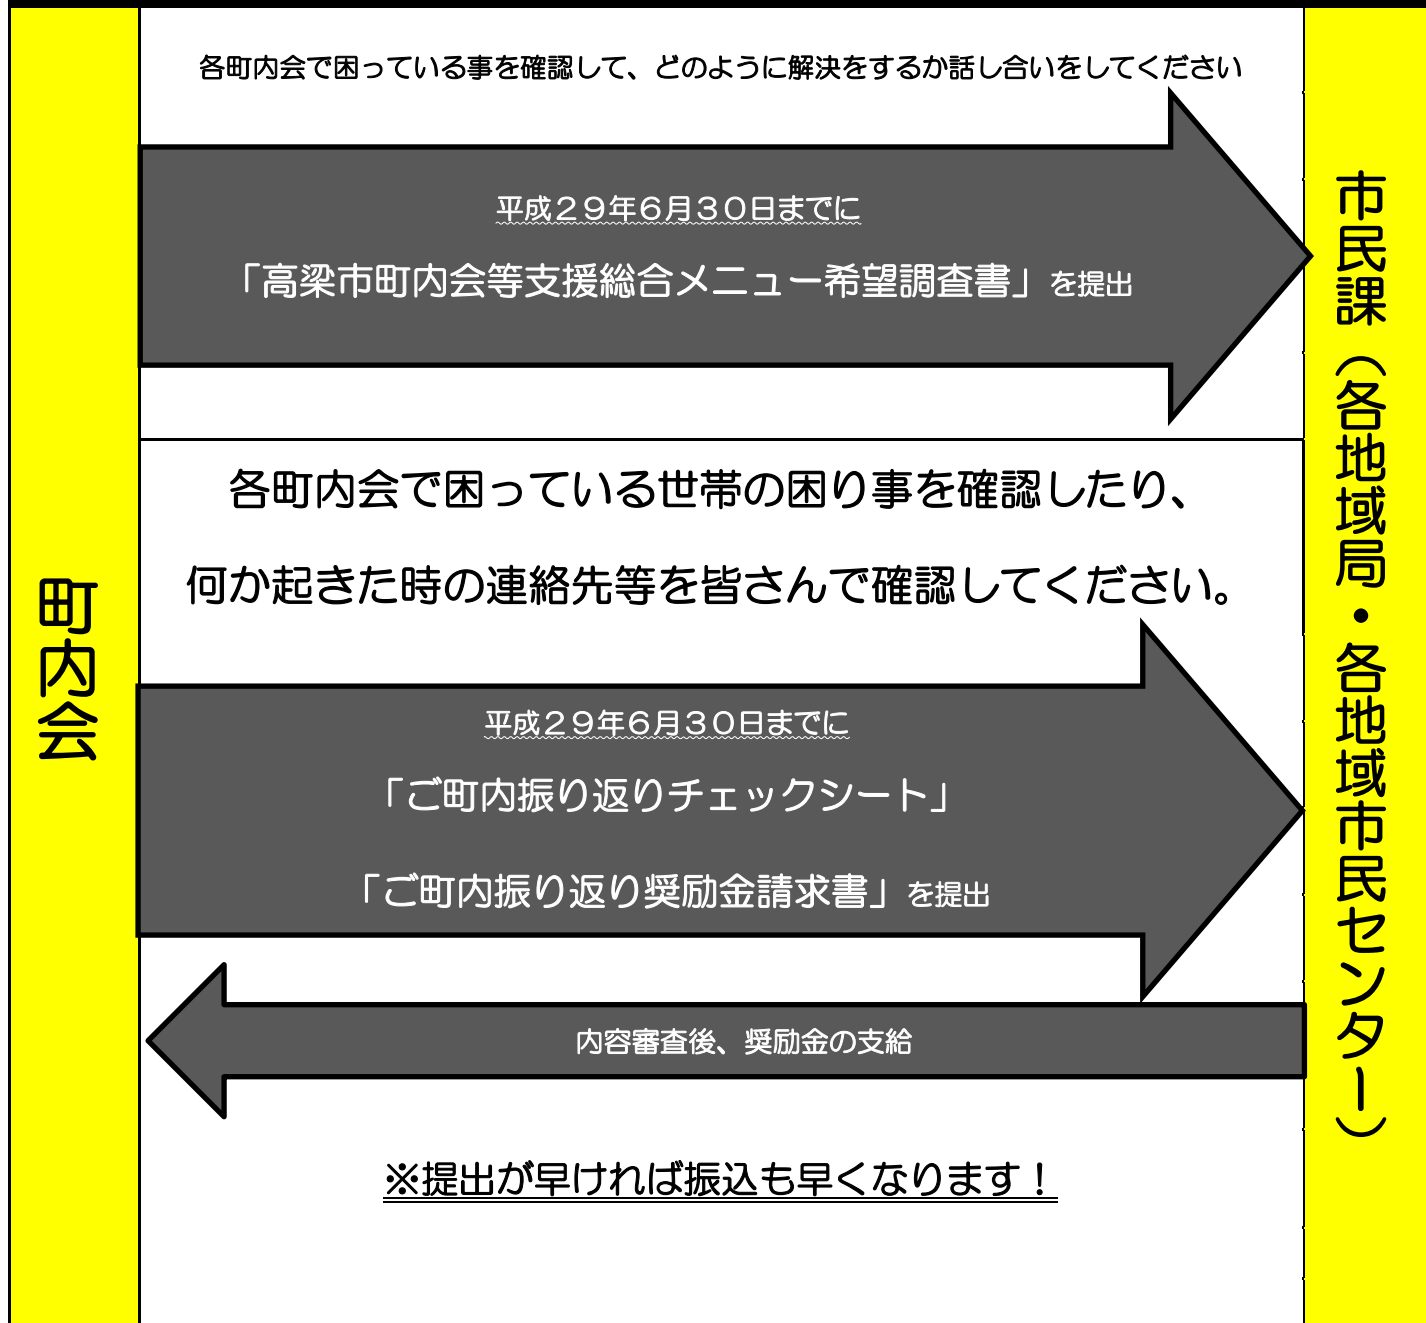 各町内会で困っている事を確認して、どのように解決をするか話し合いをしてください
平成２９年６月３０日までに
「高梁市町内会等支援総合メニュー希望調査書」を提出
各町内会で困っている世帯の困り事を確認したり、
何か起きた時の連絡先等を皆さんで確認してください。
平成２９年６月３０日までに
「ご町内振り返りチェックシート」
「ご町内振り返り奨励金請求書」を提出
内容審査後、奨励金の支給
※提出が早ければ振込も早くなります！
町内会
市民課（各地域局・各地域市民センター）